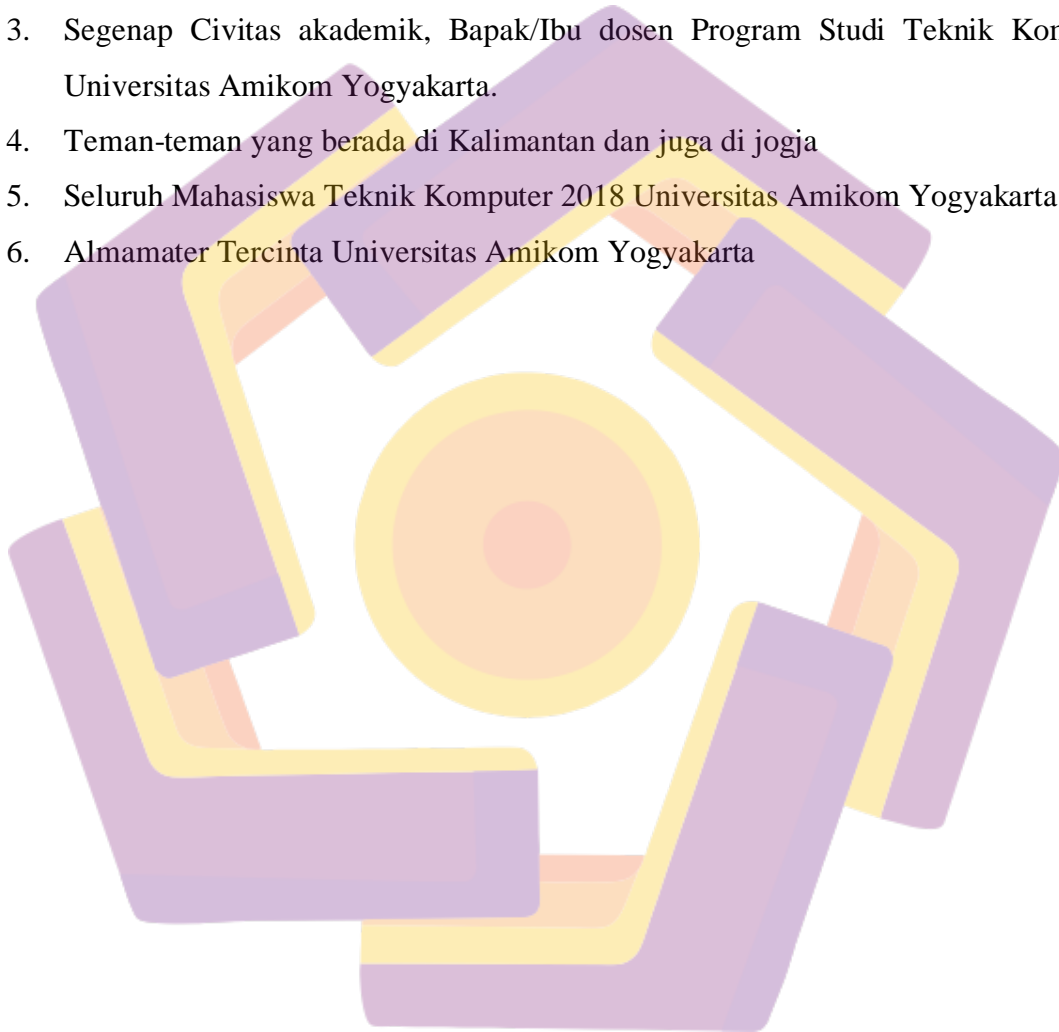 3. Segenap Civitas akademik, Bapak/Ibu dosen Program Studi Teknik
Universitas Amikom Yogyakarta.
4. Teman-teman yang berada di Kalimantan dan juga di jogja
5. Seluruh Mahasiswa Teknik Komputer 2018 Universitas Amikom Yogyakarta
6. Almamater Tercinta Universitas Amikom Yogyakarta